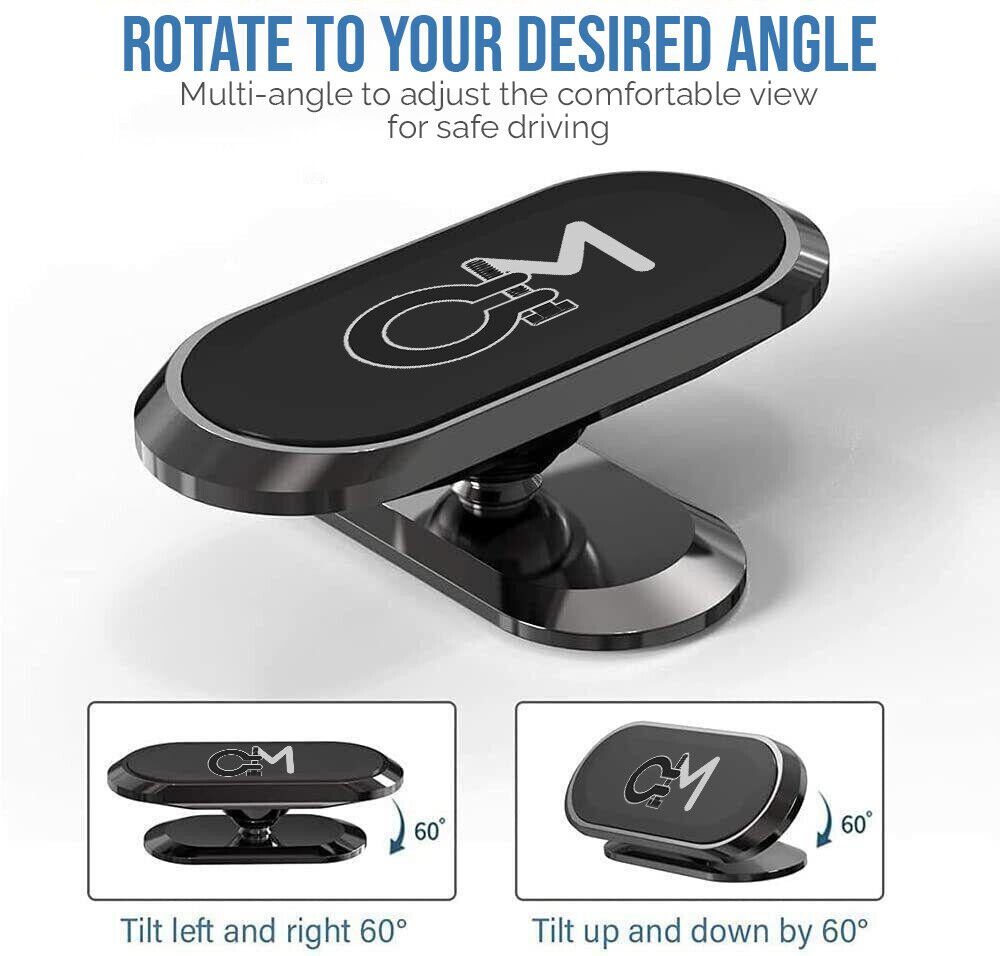 ROTATE TO YOUR DESIRED ANGLE
Multi-angle to adjust the comfortable view
for safe driving
M
M
60°
M
60°
Tilt left and right 60°
Tilt up and down by 60°